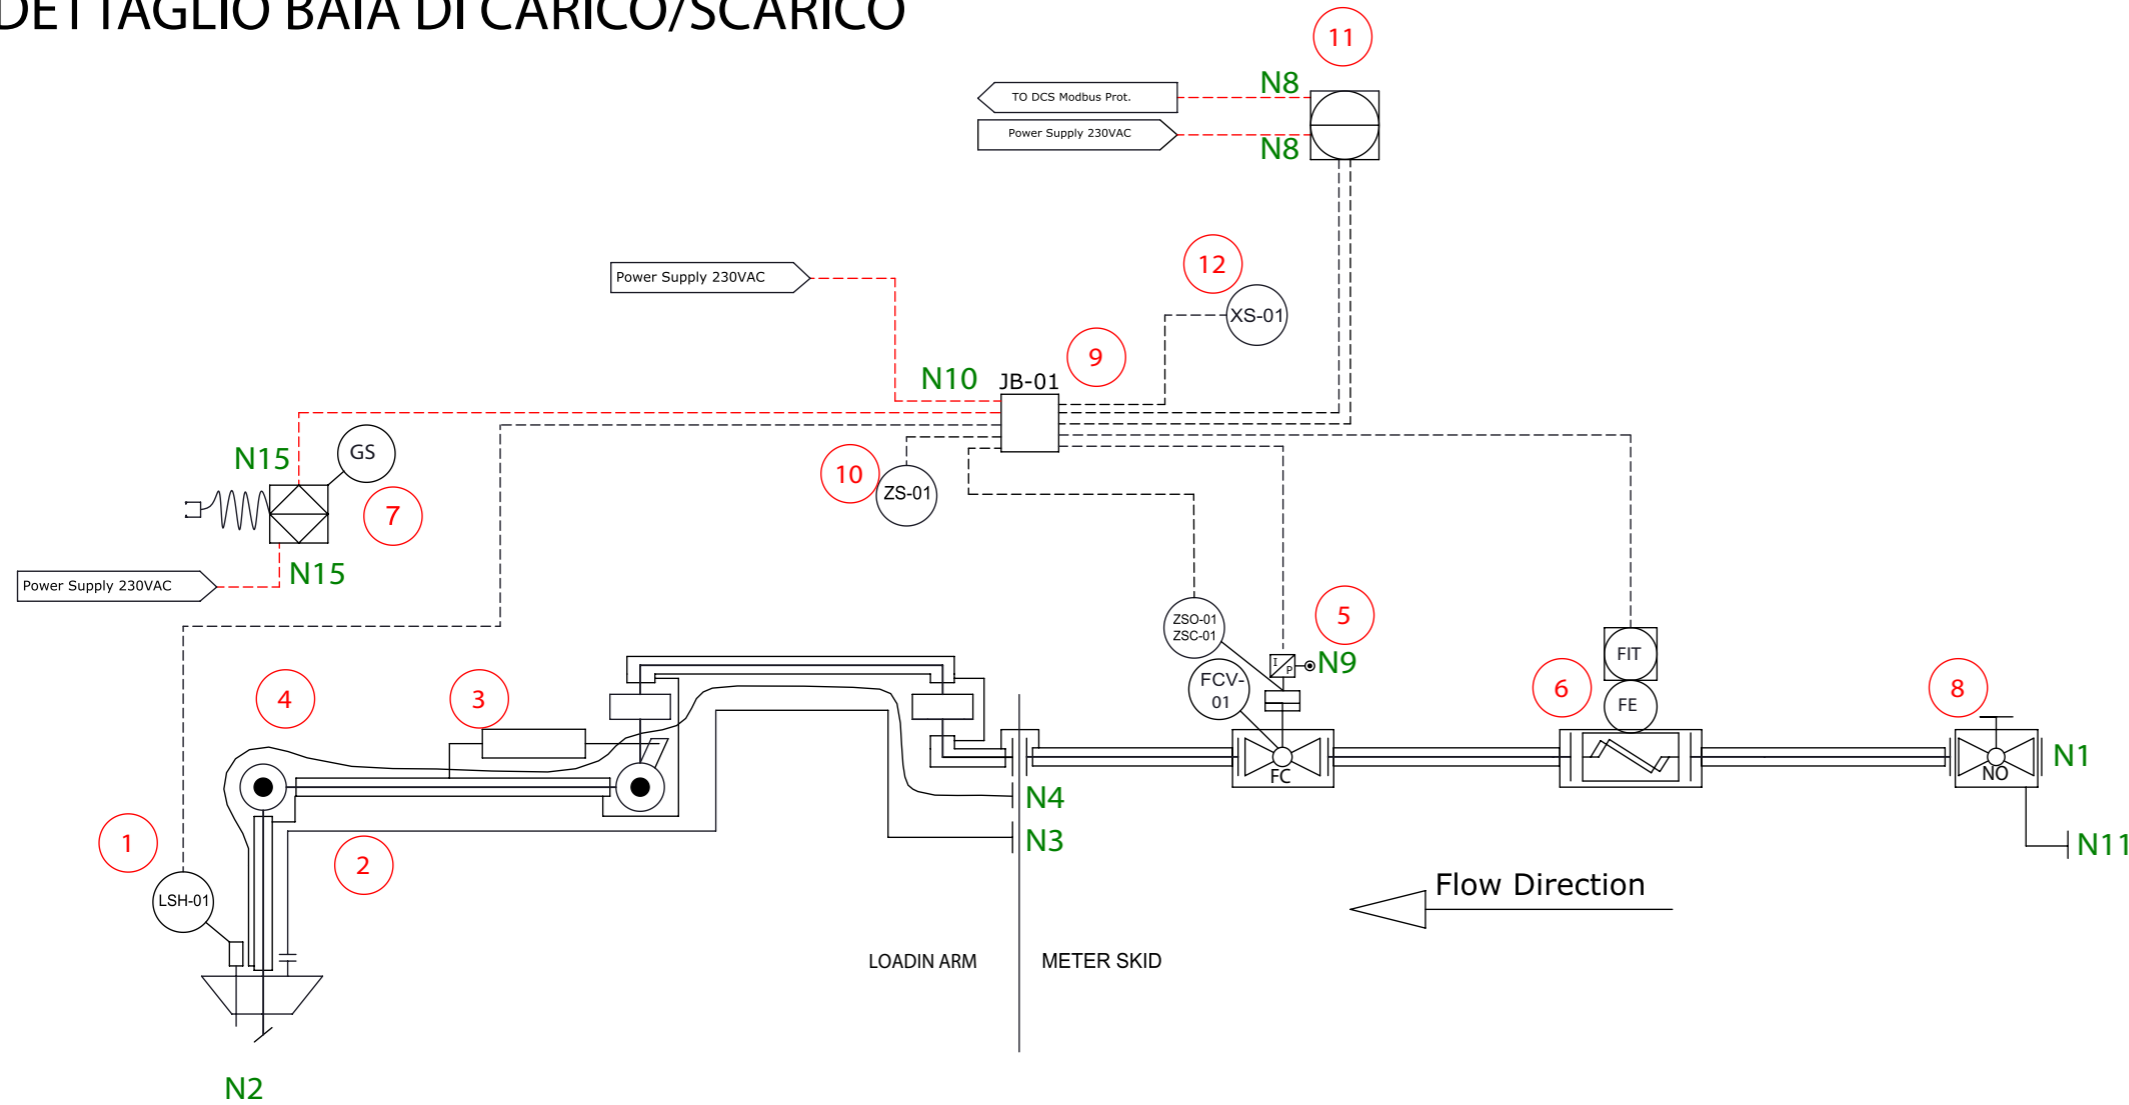 DETTAGLIO BAIA DI CARICO/SCARICO
11
N8
TO DCS Modbus Prot.
Power Supply 230VAC
N8
12
Power Supply 230VAC
XS-01
9
N10
JB-01
GS
N15
10
ZS-01
7
N15
Power Supply 230VAC
5
ZSO-01
ZSC-01
I
P
N9
FIT
FCV-
01
4
3
6
FE
8
FC
NO
N1
N4
N3
1
2
N11
LSH-01
Flow Direction
LOADIN ARM
METER SKID
N2